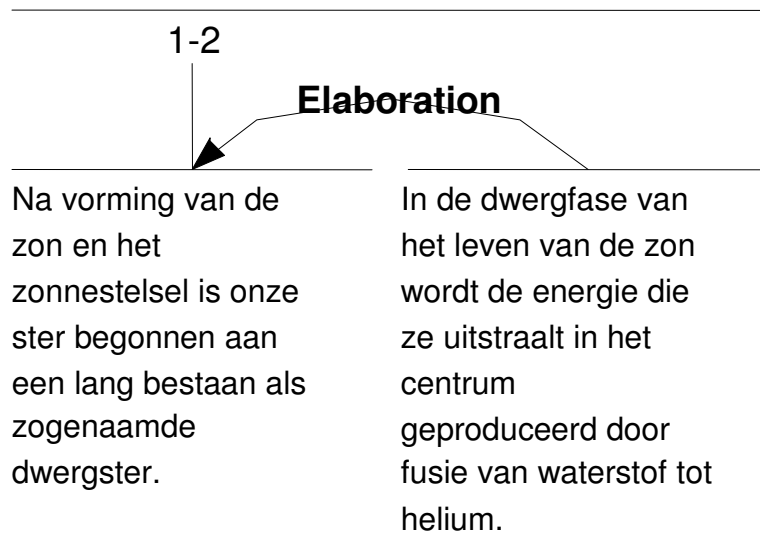 1-2
Elaboration
Na vorming van de
zon en het
zonnestelsel is onze
ster begonnen aan
een lang bestaan als
zogenaamde
dwergster.
In de dwergfase van
het leven van de zon
wordt de energie die
ze uitstraalt in het
centrum
geproduceerd door
fusie van waterstof tot
helium.